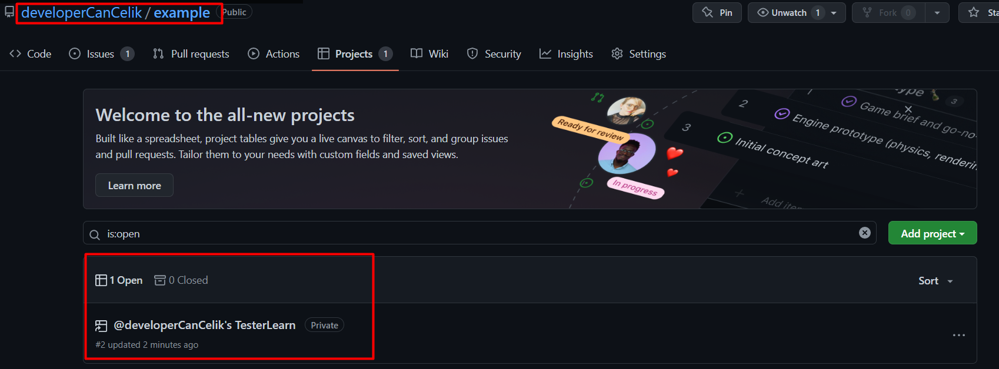 developerCanCelik / example Public Pin Unwatch 1 Fork 0
Code Issues 1 Pull requests Actions Projects 1 Wiki Security Insights Settings
Welcome to the all-new projects
Built like a spreadsheet, project tables give you a live canvas to filter, sort, and group issues
and pull requests. Tailor them to your needs with custom fields and saved views.
Learn more
Ready for review
In progress
1
3
2 Game brief and go-no-
Engine prototype (physics,
3 Initial concept art
+ Add
is:open
Add project
1 Open 0 Closed Sort
@developerCanCelik's TesterLearn Private
#2 updated 2 minutes ago